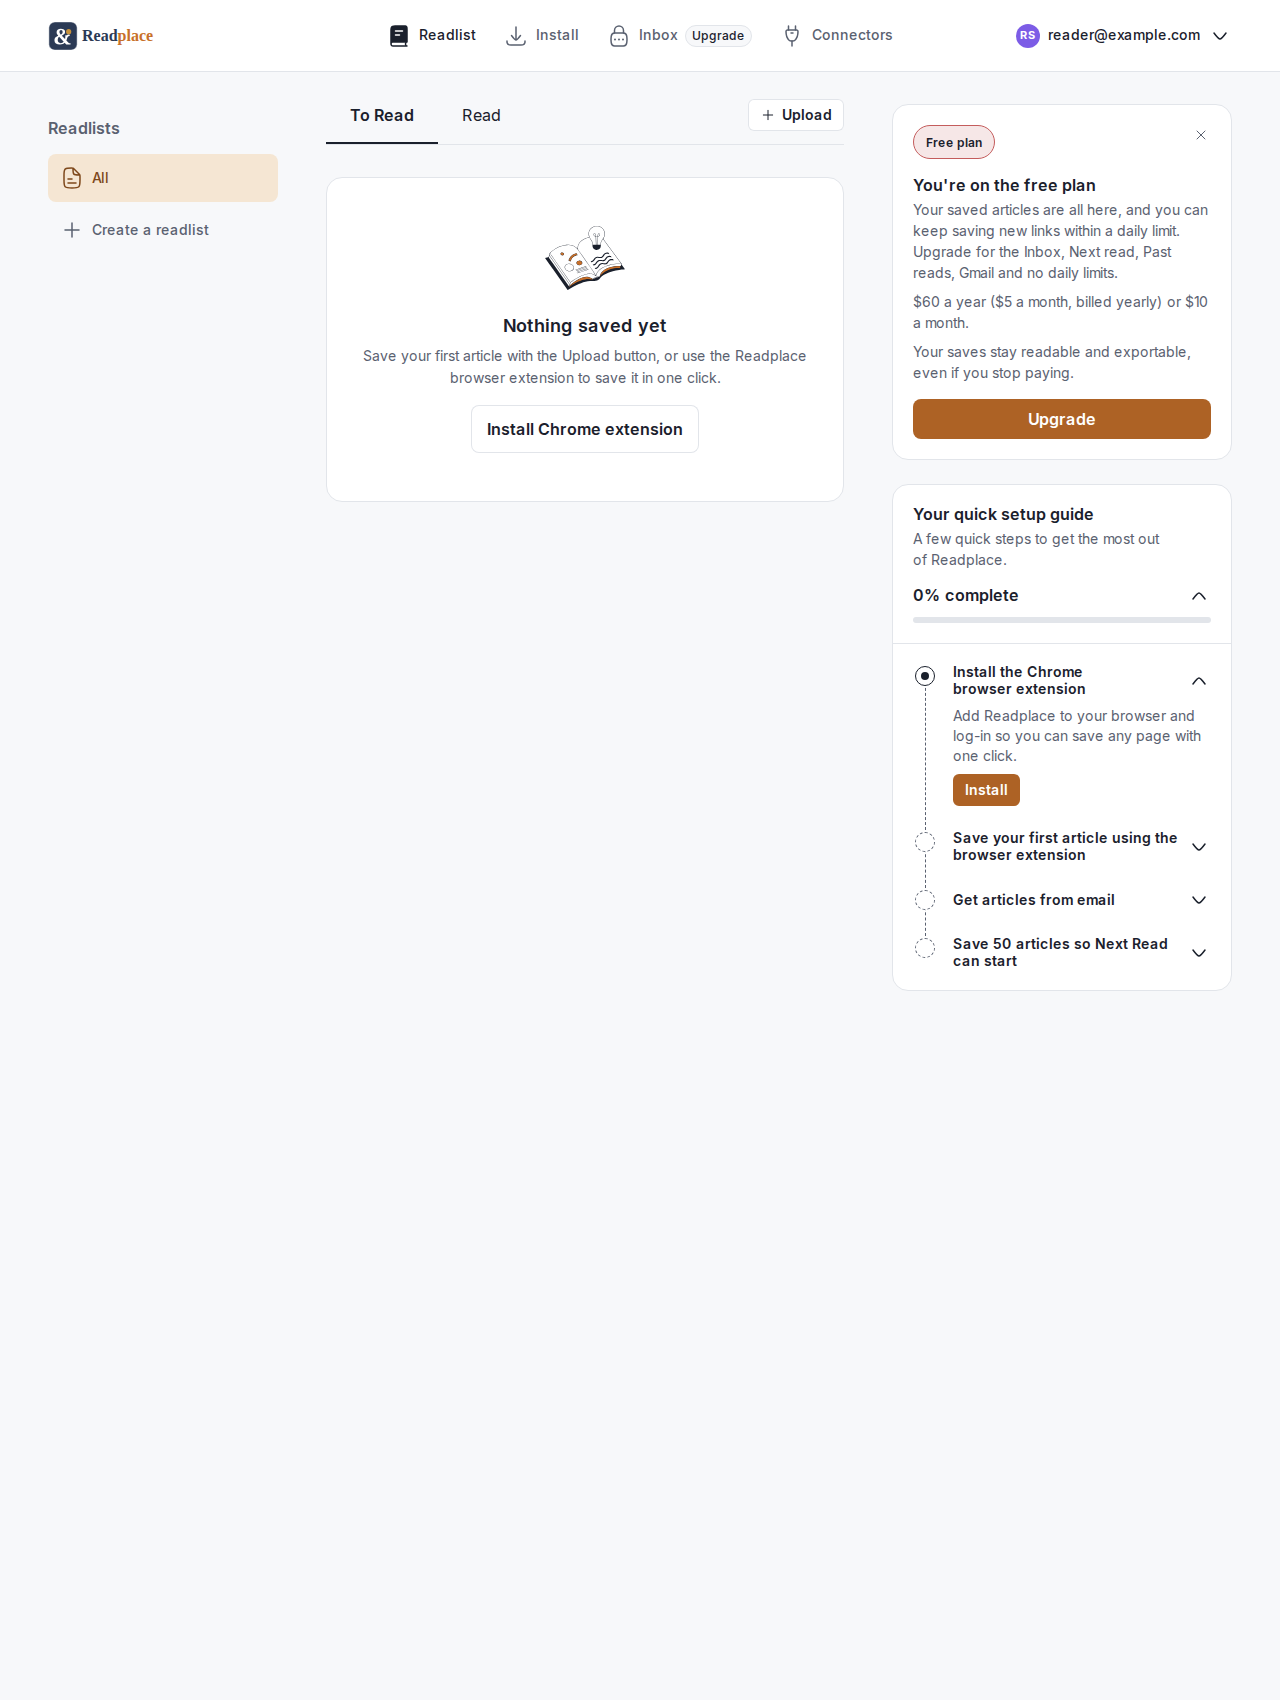 & Readplace
Readlist
Install
Inbox
Upgrade
Connectors
RS
reader@example.com
Readlists
All
Create a readlist
To Read
Read
Upload
Nothing saved yet
Save your first article with the Upload button, or use the Readplace
browser extension to save it in one click.
Install Chrome extension
Free plan
You're on the free plan
Your saved articles are all here, and you can
keep saving new links within a daily limit.
Upgrade for the Inbox, Next read, Past
reads, Gmail and no daily limits.
$60 a year ($5 a month, billed yearly) or $10
a month.
Your saves stay readable and exportable,
even if you stop paying.
Upgrade
Your quick setup guide
A few quick steps to get the most out
of Readplace.
0% complete
Install the Chrome
browser extension
Add Readplace to your browser and
log-in so you can save any page with
one click.
Install
Save your first article using the
browser extension
Get articles from email
Save 50 articles so Next Read
can start